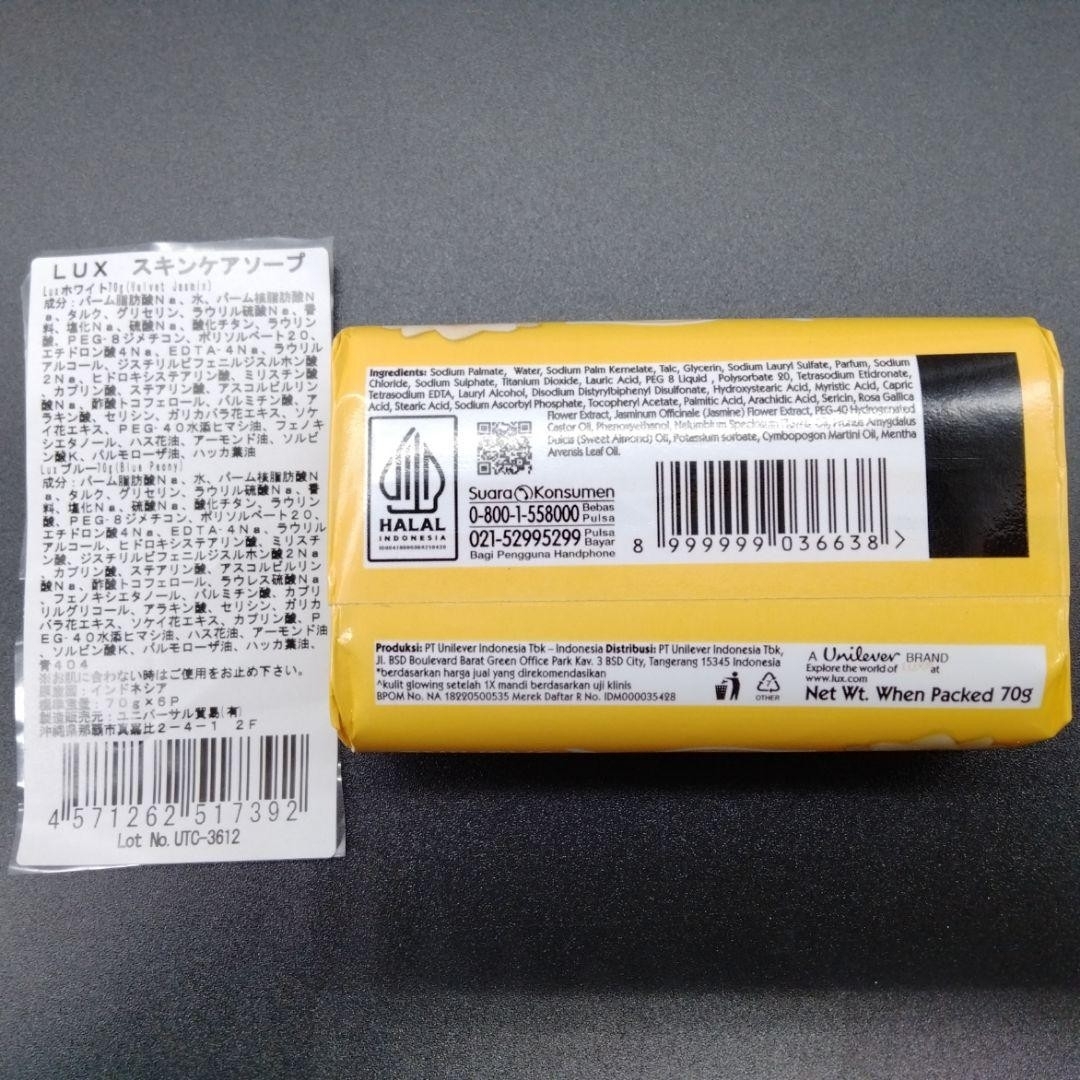 LUX スキンケアソープ
Luxホワイト70g(Velvet Jasmin)
成分：パーム脂肪酸Na、水、パーム核脂肪酸N
a、タルク、グリセリン、ラウリル硫酸Na、香
料、塩化Na、硫酸Na、酸化チタン、ラウリン
酸、PEG-8ジメチコン、ポリソルベート20、
エチドロン酸4Na、EDTA-4Na、ラウリル
アルコール、ジスチリルビフェニルジスルホン酸
2Na、ヒドロキシステアリン酸、ミリスチン酸
、カプリン酸、ステアリン酸、アスコルビルリン
酸Na、酢酸トコフェロール、パルミチン酸、ア
ラキン酸、セリシン、ガリカバラ花エキス、ソケ
イ花エキス、PEG-40水添ヒマシ油、フェノキ
シエタノール、ハス花油、アーモンド油、ソルビ
ン酸K、パルモローザ油、ハッカ葉油
Lux ブルー70g(Blue Peony)
成分：パーム脂肪酸Na、水、パーム核脂肪酸N
a、タルク、グリセリン、ラウリル硫酸Na、香
料、塩化Na、硫酸Na、酸化チタン、ラウリン
酸、PEG-8ジメチコン、ポリソルベート20、
エチドロン酸4Na、EDTA-4Na、ラウリル
アルコール、ヒドロキシステアリン酸、ミリスチ
ン酸、ジスチリルビフェニルジスルホン酸2Na
、カプリン酸、ステアリン酸、アスコルビルリン
酸Na、酢酸トコフェロール、ラウレス硫酸Na
、フェノキシエタノール、パルミチン酸、カプリ
リルグリコール、アラキン酸、セリシン、ガリカ
バラ花エキス、ソケイ花エキス、カプリン酸、P
EG-40水添ヒマシ油、ハス花油、アーモンド油
、ソルビン酸K、パルモローザ油、ハッカ葉油、
青404
※お肌に合わない時はご使用をお止め下さい。
原産国：インドネシア
70g×6P
製造販売元：ユニバーサル貿易(有)
沖縄県那覇市真嘉比2-4-1 2F
4 571262 517392
Lot No. UTC-3612
Ingredients: Sodium Palmate, Water, Sodium Palm Kernelate, Talc, Glycerin, Sodium Lauryl Sulfate, Parfum, Sodium
Chloride, Sodium Sulphate, Titanium Dioxide, Lauric Acid, PEG 8 Liquid , Polysorbate 20, Tetrasodium Etidronate,
Tetrasodium EDTA, Lauryl Alcohol, Disodium Distyrylbiphenyl Disulfonate, Hydroxystearic Acid, Myristic Acid, Capric
Acid, Stearic Acid, Sodium Ascorbyl Phosphate, Tocopheryl Acetate, Palmitic Acid, Arachidic Acid, Sericin, Rosa Gallica
Flower Extract, Jasminum Officinale (Jasmine) Flower Extract, PEG-40 Hydrogenated
Castor Oil, Phenoxyethanol, Nelumbium Speciosum Flower Oil, Prunus Amygdalus
Dulcis (Sweet Almond) Oil, Potassium sorbate, Cymbopogon Martini Oil, Mentha
Arvensis Leaf Oil.
HALAL
INDONESIA
Suara Konsumen
0-800-1-558000 Bebas Pulsa
021-52995299 Pulsa Bayar
Bagi Pengguna Handphone
8 999999 036638 >
Produksi: PT Unilever Indonesia Tbk – Indonesia Distribusi: PT Unilever Indonesia Tbk,
Jl. BSD Boulevard Barat Green Office Park Kav. 3 BSD City, Tangerang 15345 Indonesia
*berdasarkan harga jual yang direkomendasikan
^kulit glowing setelah 1X mandi berdasarkan uji klinis
BPOM No. NA 18920500535 Merek Daftar R No. IDM000035428
OTHER
A Unilever BRAND
Explore the world of LUX at
www.lux.com
Net Wt. When Packed 70g